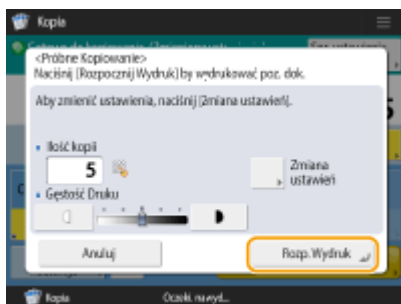 Kopia
<Próbne Kopiowanie>
Naciśnij [Rozpocznij Wydruk] by wydrukować poz. dok.
Aby zmienić ustawienia, naciśnij [Zmiana ustawień].
Ilość kopii
5
Zmiana
ustawień
Gęstość Druku
Anuluj
Rozp. Wydruk
Kopia Oczek. na wyd...